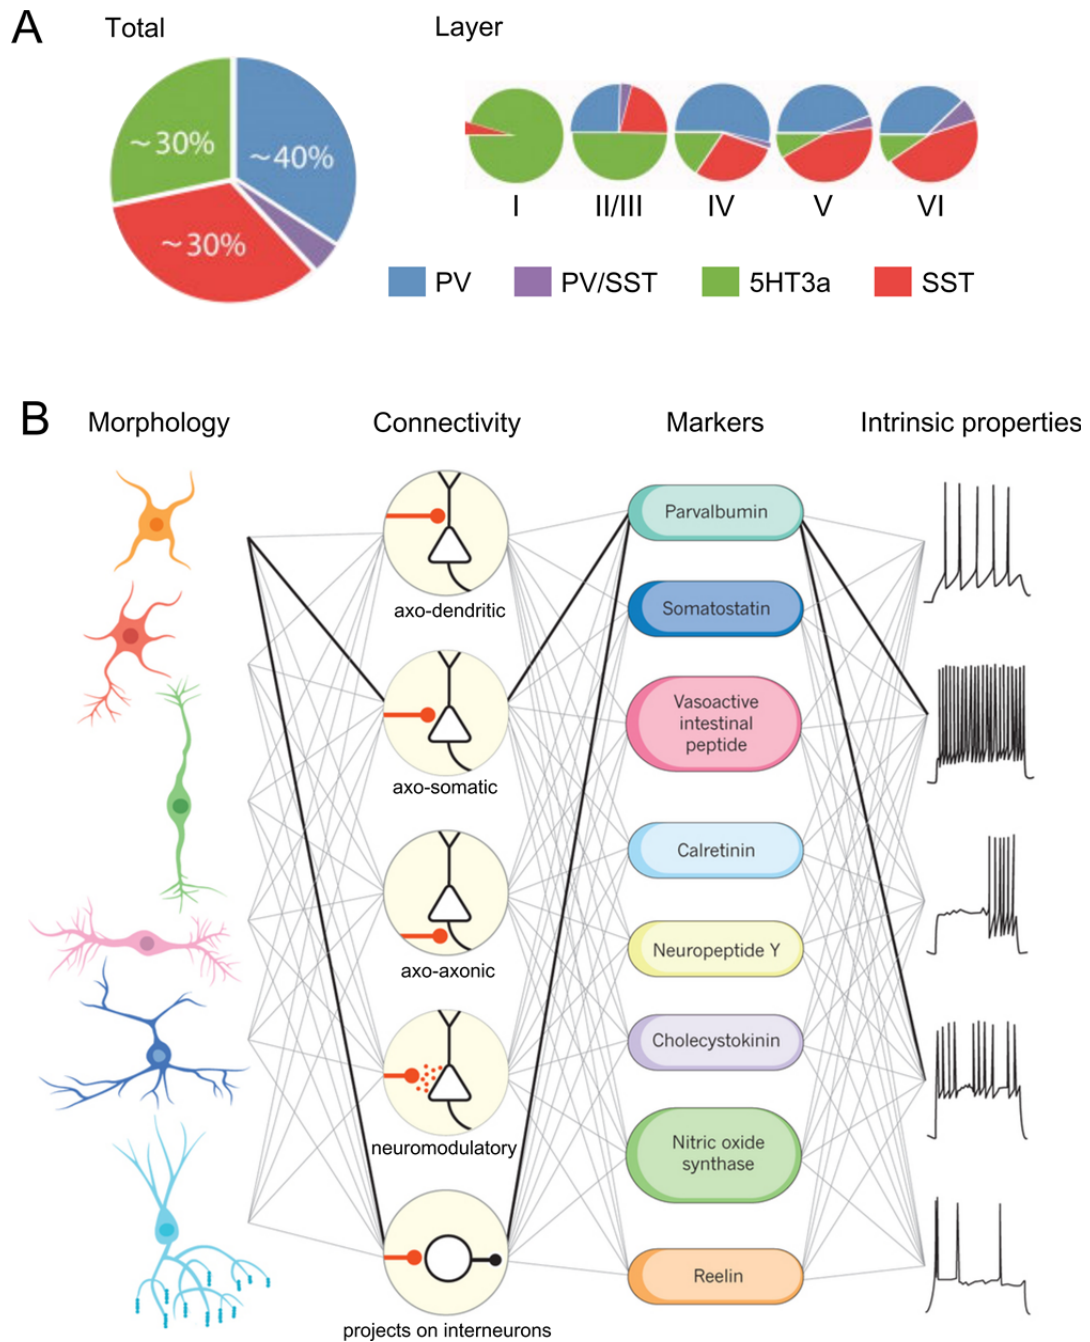 A
Total
Layer
~30%
~40%
~30%
I
II/III
IV
V
VI
PV
PV/SST
5HT3a
SST
B
Morphology
Connectivity
Markers
Intrinsic properties
axo-dendritic
axo-somatic
axo-axonic
neuromodulatory
projects on interneurons
Parvalbumin
Somatostatin
Vasoactive
intestinal
peptide
Calretinin
Neuropeptide Y
Cholecystokinin
Nitric oxide
synthase
Reelin